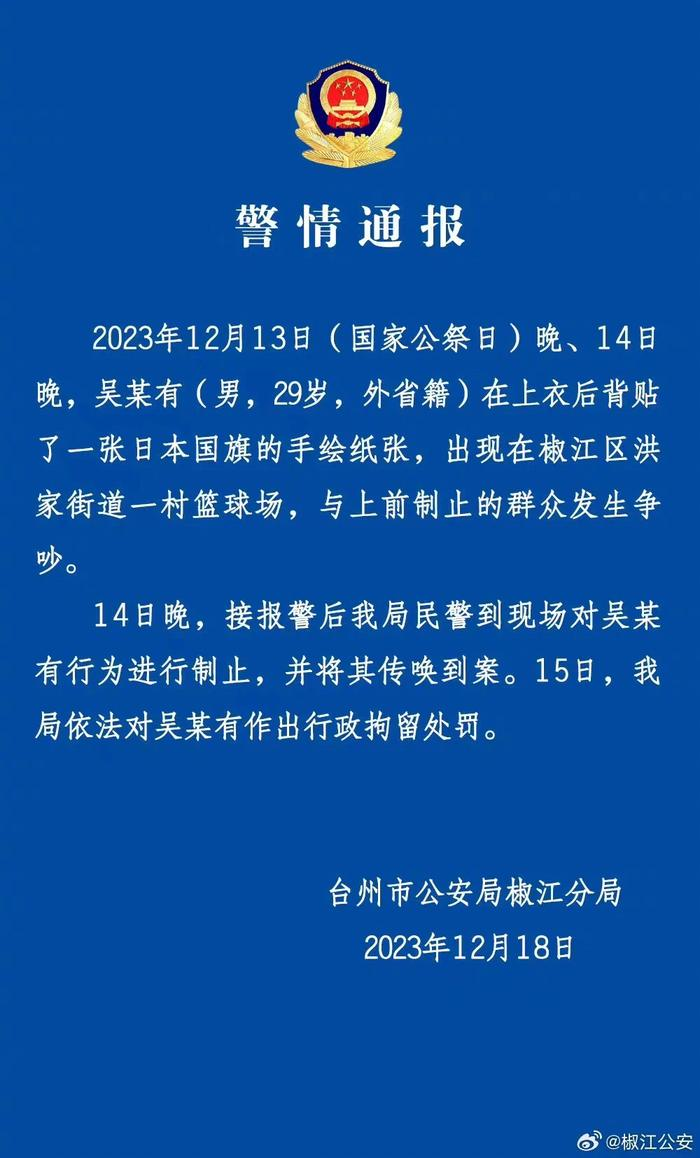 警情通报
2023年12月13日（国家公祭日）晚、14日
晚，吴某有（男，29岁，外省籍）在上衣后背贴
了一张日本国旗的手绘纸张，出现在椒江区洪
家街道一村篮球场，与上前制止的群众发生争
吵。
14日晚，接报警后我局民警到现场对吴某
有行为进行制止，并将其传唤到案。15日，我
局依法对吴某有作出行政拘留处罚。
台州市公安局椒江分局
2023年12月18日
@椒江公安